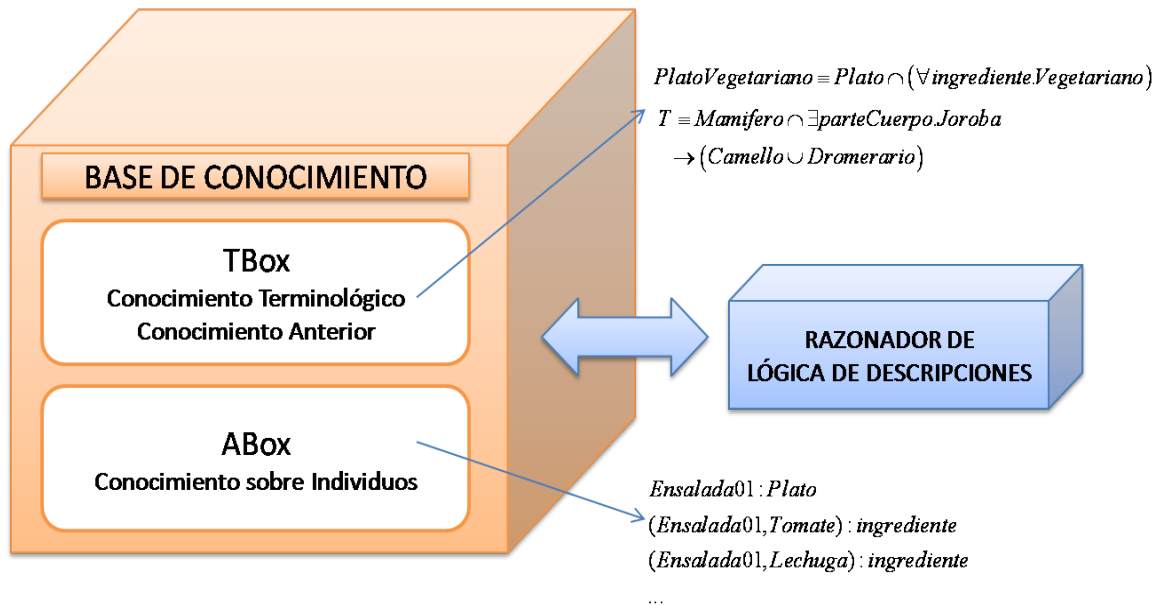 PlatoVegetariano ≡ Plato ∩ (∀ingrediente.Vegetariano)
T ≡ Mamifero ∩ ∃parteCuerpo.Joroba
→ (Camello ∪ Dromerario)
BASE DE CONOCIMIENTO
TBox
Conocimiento Terminológico
Conocimiento Anterior
RAZONADOR DE
LÓGICA DE DESCRIPCIONES
ABox
Conocimiento sobre Individuos
Ensalada01 : Plato
(Ensalada01, Tomate) : ingrediente
(Ensalada01, Lechuga) : ingrediente
...